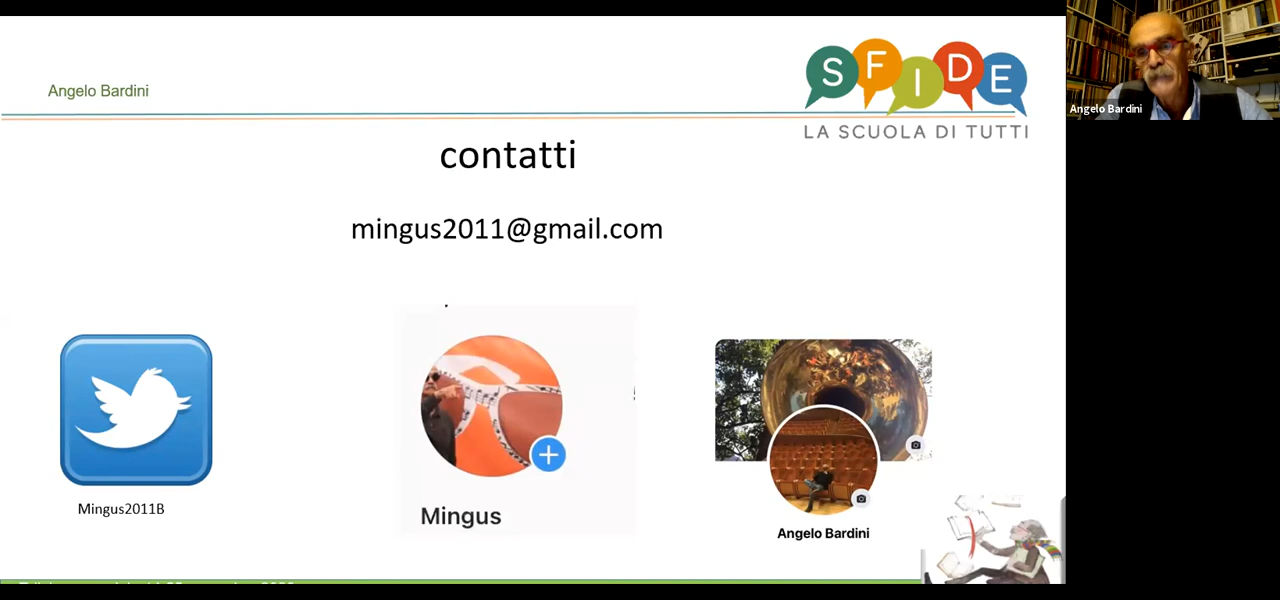 Angelo Bardini
SFIDE
LA SCUOLA DI TUTTI
Angelo Bardini
contatti
mingus2011@gmail.com
Mingus2011B
Mingus
Angelo Bardini